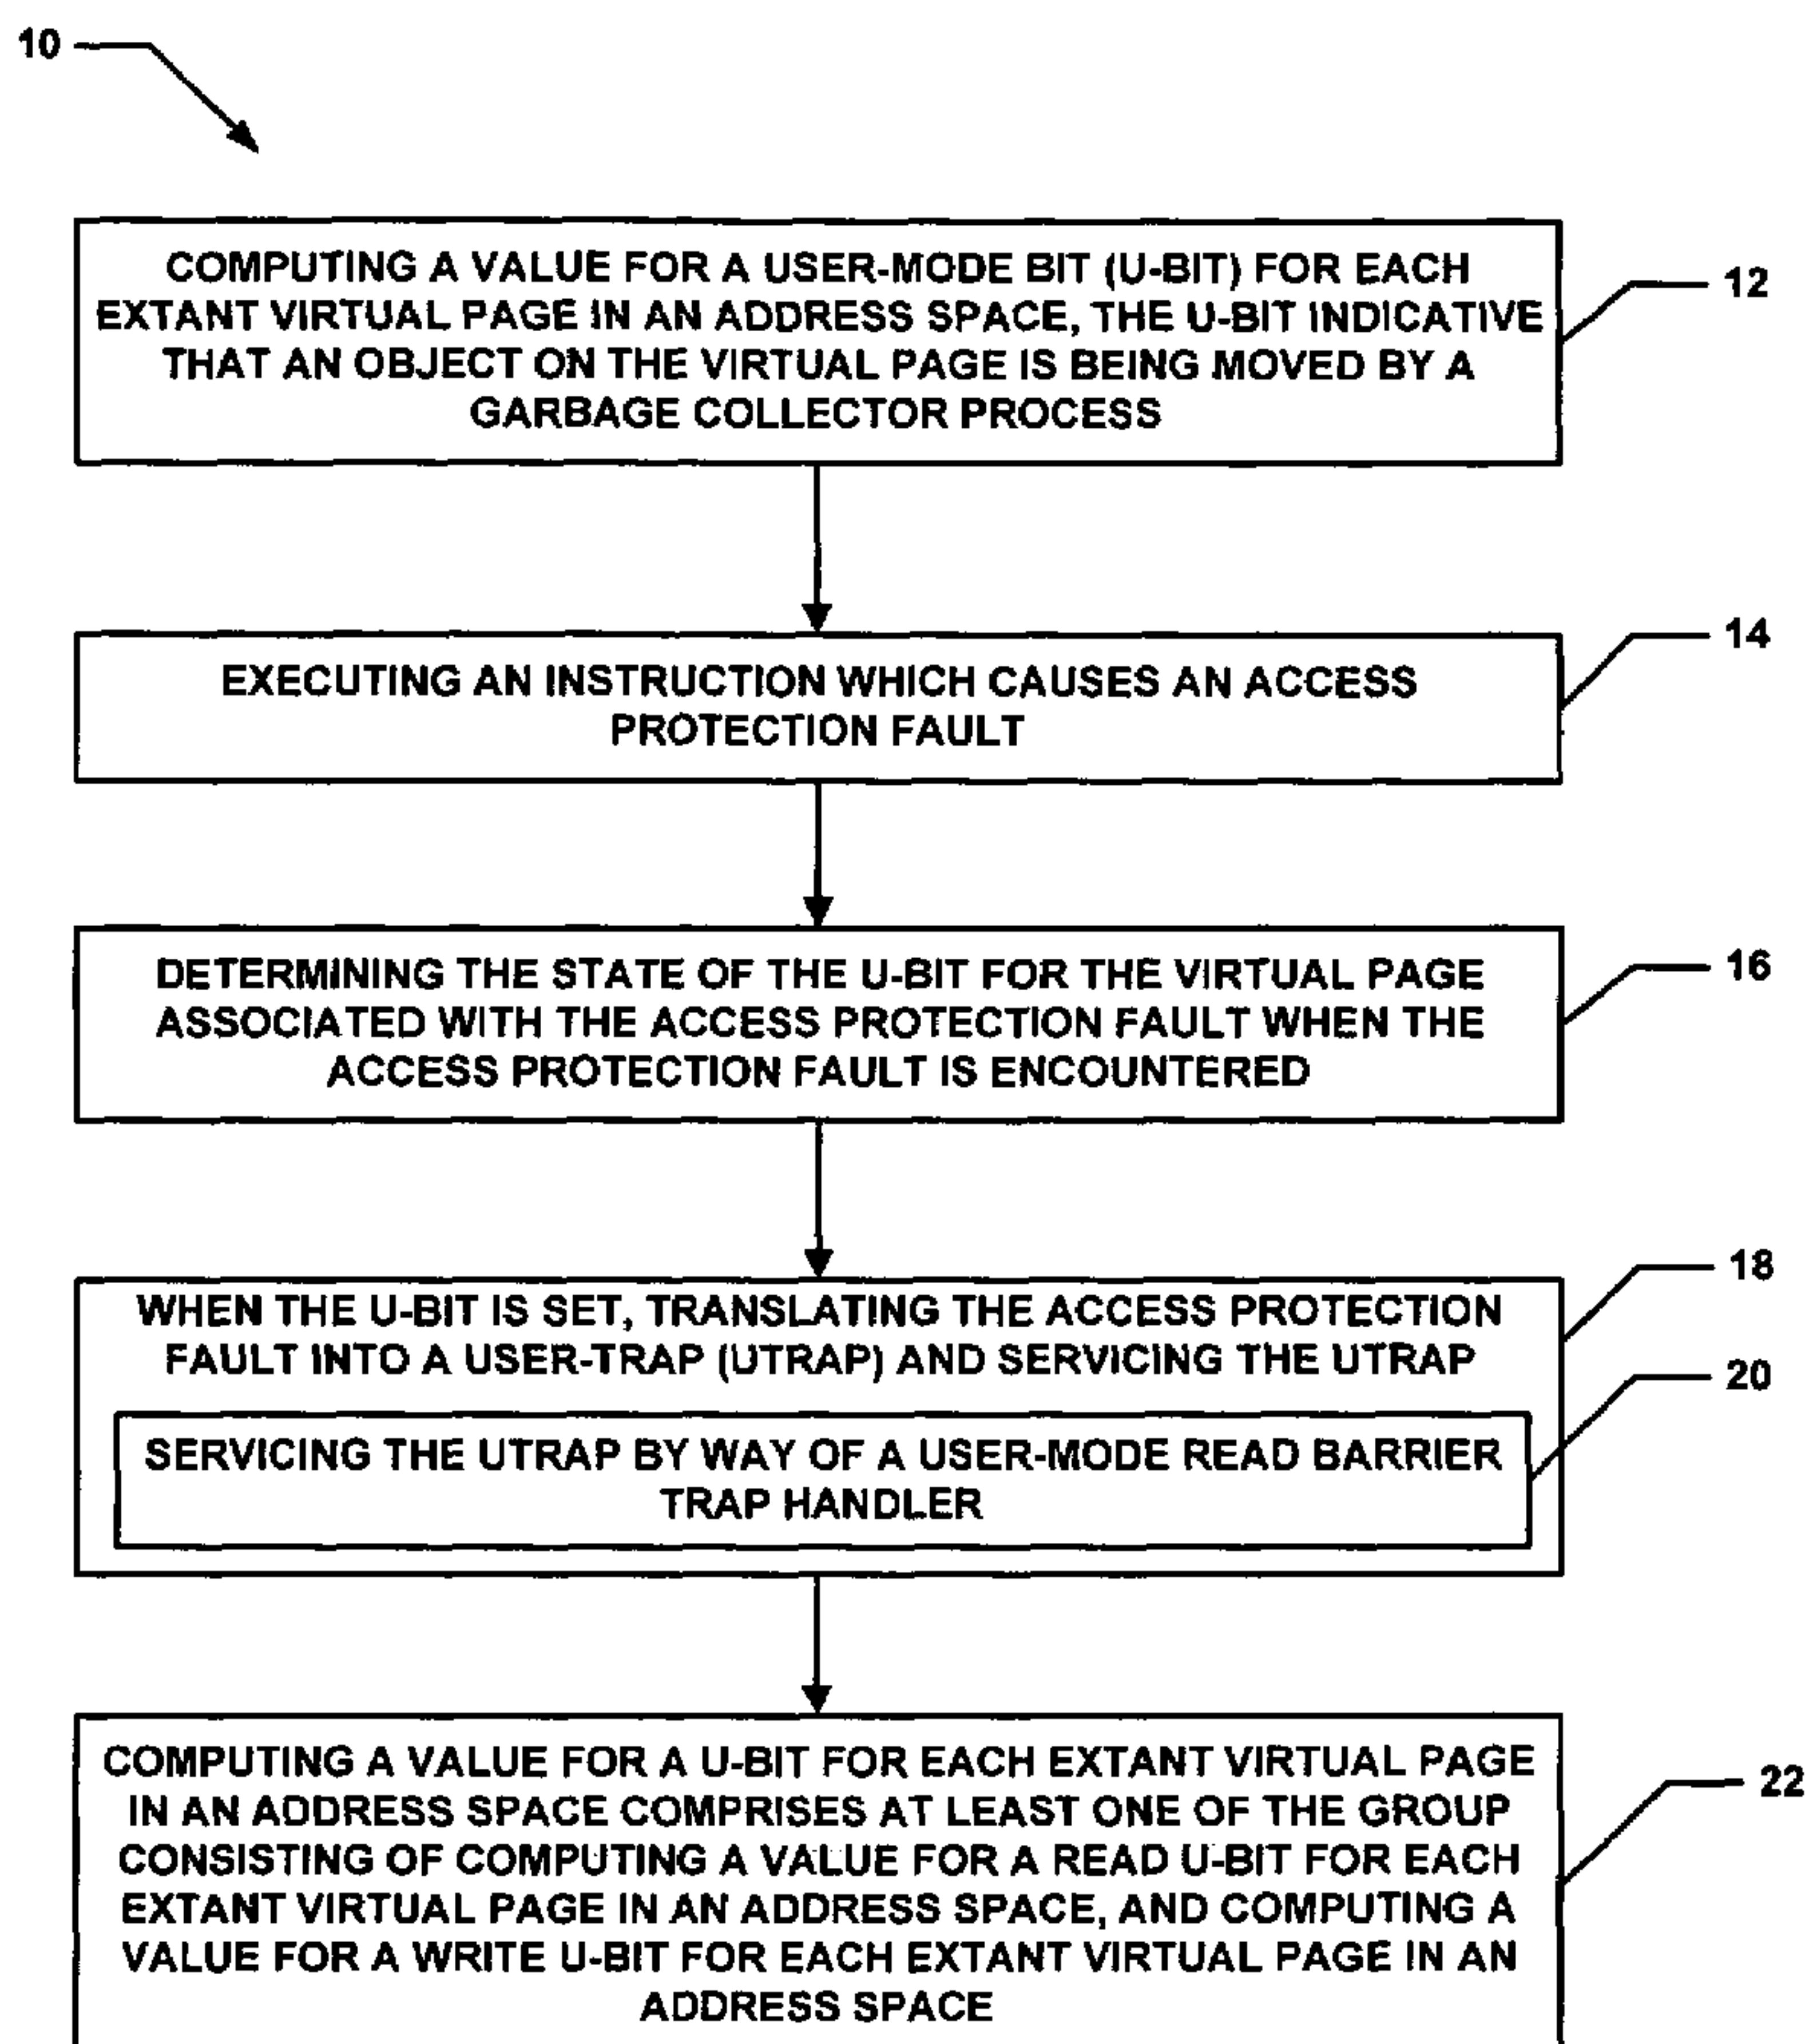 10
COMPUTING A VALUE FOR A USER-MODE BIT (U-BIT) FOR EACH
EXTANT VIRTUAL PAGE IN AN ADDRESS SPACE, THE U-BIT INDICATIVE
THAT AN OBJECT ON THE VIRTUAL PAGE IS BEING MOVED BY A
GARBAGE COLLECTOR PROCESS
12
EXECUTING AN INSTRUCTION WHICH CAUSES AN ACCESS
PROTECTION FAULT
14
DETERMINING THE STATE OF THE U-BIT FOR THE VIRTUAL PAGE
ASSOCIATED WITH THE ACCESS PROTECTION FAULT WHEN THE
ACCESS PROTECTION FAULT IS ENCOUNTERED
16
WHEN THE U-BIT IS SET, TRANSLATING THE ACCESS PROTECTION
FAULT INTO A USER-TRAP (UTRAP) AND SERVICING THE UTRAP
18
SERVICING THE UTRAP BY WAY OF A USER-MODE READ BARRIER
TRAP HANDLER
20
COMPUTING A VALUE FOR A U-BIT FOR EACH EXTANT VIRTUAL PAGE
IN AN ADDRESS SPACE COMPRISES AT LEAST ONE OF THE GROUP
CONSISTING OF COMPUTING A VALUE FOR A READ U-BIT FOR EACH
EXTANT VIRTUAL PAGE IN AN ADDRESS SPACE, AND COMPUTING A
VALUE FOR A WRITE U-BIT FOR EACH EXTANT VIRTUAL PAGE IN AN
ADDRESS SPACE
22